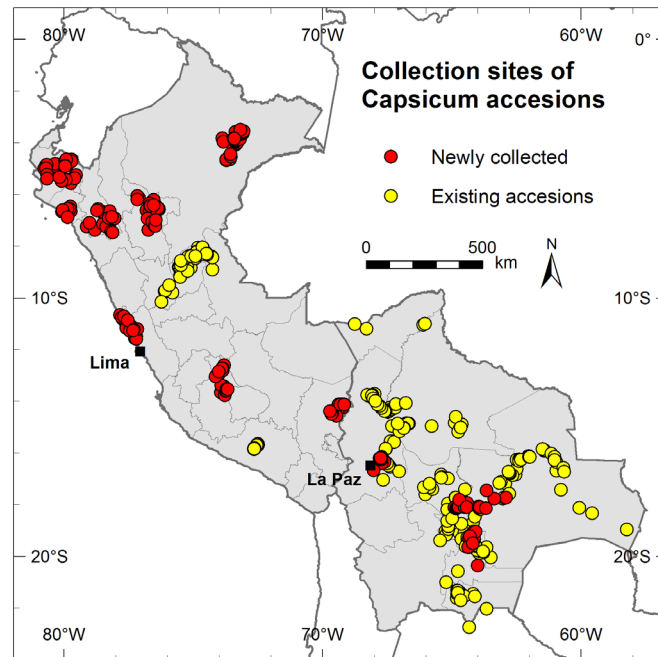 80°W 70°W 60°W 0°
Collection sites of
Capsicum accesions
Newly collected
Existing accersions
0 500
km
N
10°S 10°S
Lima
La Paz
20°S 20°S
80°W 70°W 60°W